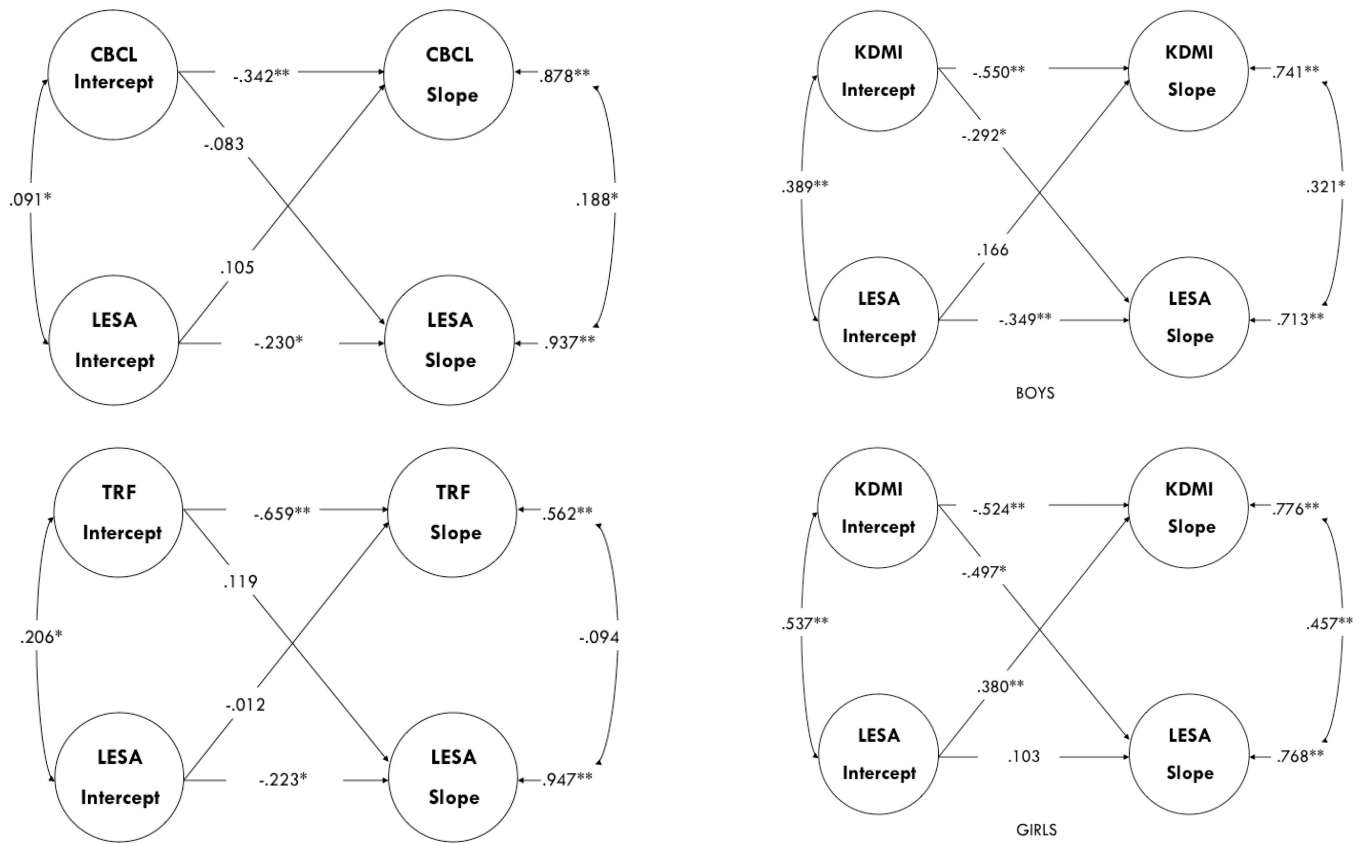 CBCL
Intercept
-.342**
CBCL
Slope
.878**
-.083
.091*
.188*
.105
LESA
Intercept
-.230*
LESA
Slope
.937**
KDMI
Intercept
-.550**
KDMI
Slope
.741**
-.292*
.389**
.321*
.166
LESA
Intercept
-.349**
LESA
Slope
.713**
BOYS
TRF
Intercept
-.659**
TRF
Slope
.562**
.119
.206*
-.094
-.012
LESA
Intercept
-.223*
LESA
Slope
.947**
KDMI
Intercept
-.524**
KDMI
Slope
.776**
-.497*
.537**
.457**
.380**
LESA
Intercept
.103
LESA
Slope
.768**
GIRLS